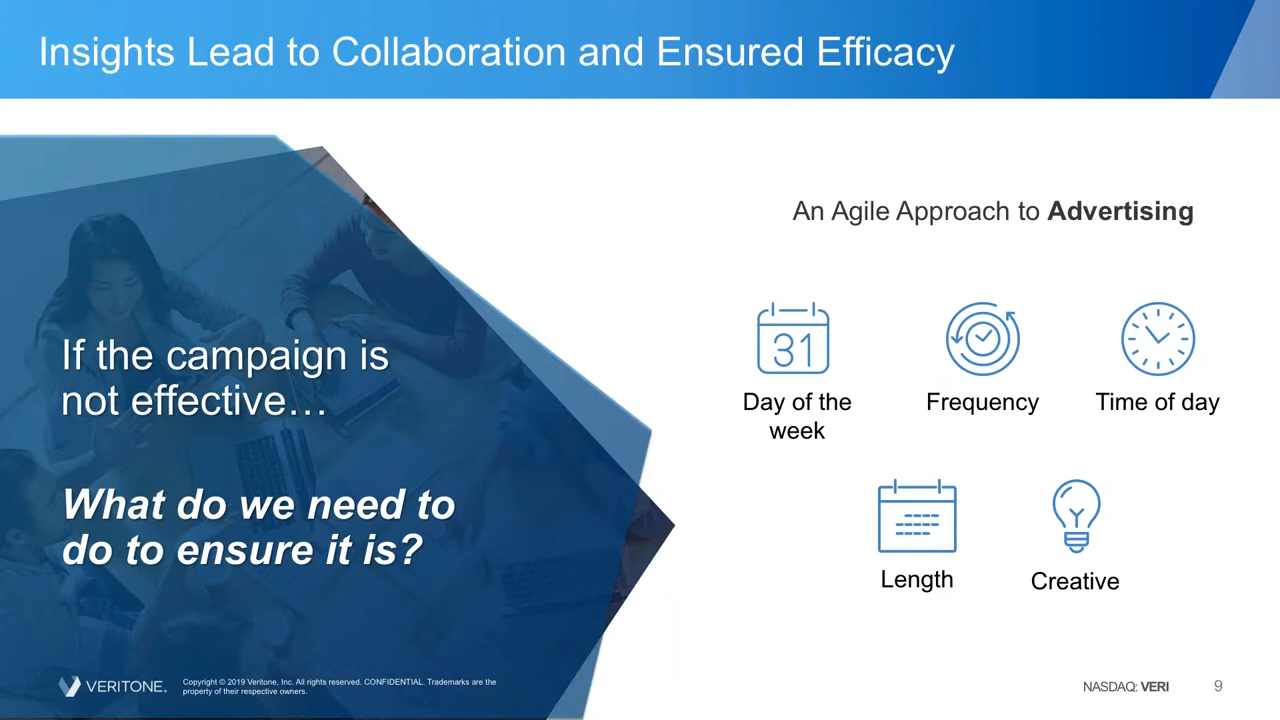 Insights Lead to Collaboration and Ensured Efficacy
If the campaign is
not effective…
What do we need to
do to ensure it is?
An Agile Approach to Advertising
31
Day of the
week
Frequency
Time of day
Length
Creative
VERITONE.
Copyright © 2019 Veritone, Inc. All rights reserved. CONFIDENTIAL. Trademarks are the
property of their respective owners.
NASDAQ: VERI
9